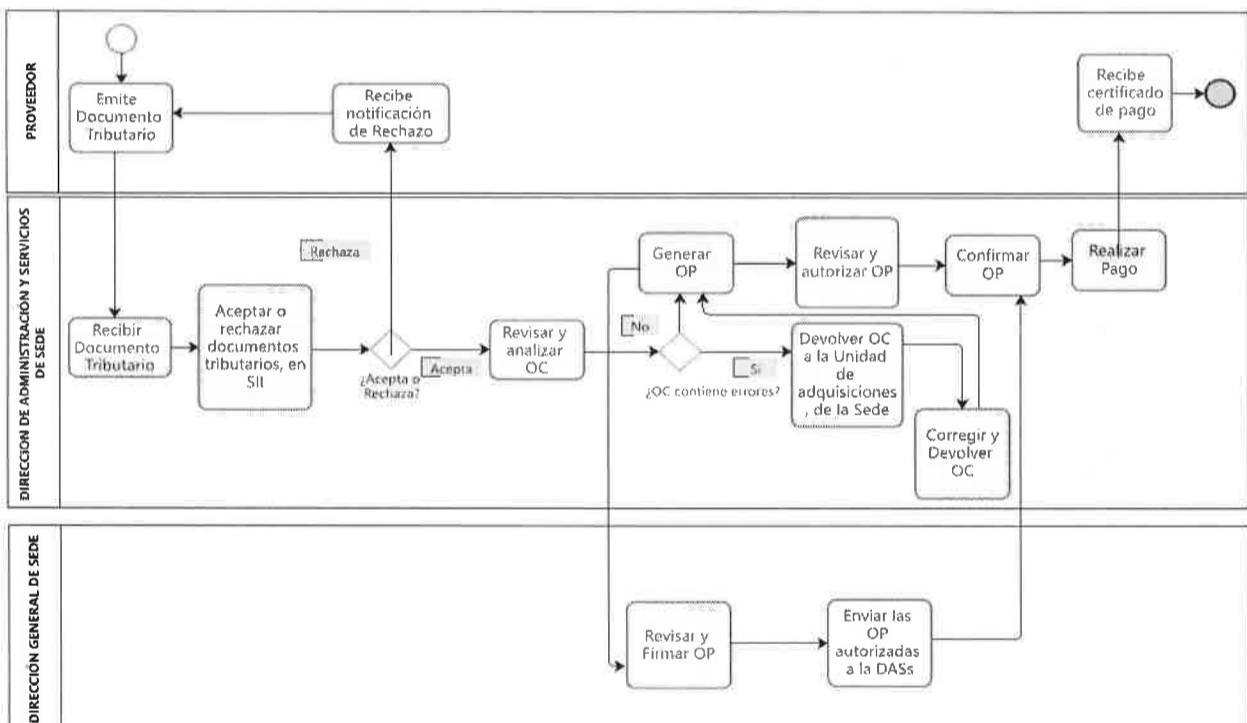 PROVEEDOR
Emite
Documento
Tributario
Recibe
notificación
de Rechazo
Recibe
certificado
de pago
DIRECCION DE ADMINISTRACIÓN Y SERVICIOS
DE SEDE
Recibir
Documento
Tributario
Aceptar o
rechazar
documentos
tributarios, en
SII
Rechaza
¿Acepta o
Rechaza?
Acepta
Revisar y
analizar
OC
No
¿OC contiene errores?
Si
Generar
OP
Revisar y
autorizar OP
Confirmar
OP
Realizar
Pago
Devolver OC
a la Unidad
de
adquisiciones
, de la Sede
Corregir y
Devolver
OC
DIRECCIÓN GENERAL DE SEDE
Revisar y
Firmar OP
Enviar las
OP
autorizadas
a la DASs